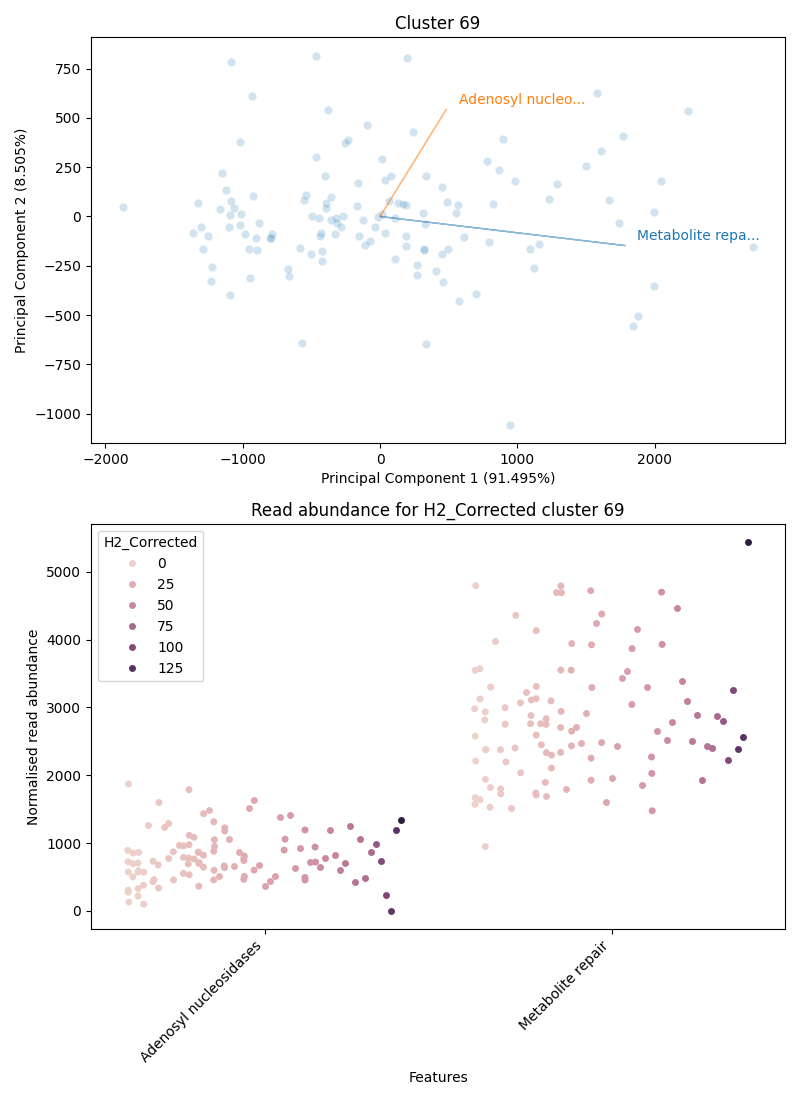 Cluster 69
Principal Component 2 (8.505%)
750
500
250
0
−250
−500
−750
−1000
Adenosyl nucleo...
Metabolite repa...
−2000
−1000
0
1000
2000
Principal Component 1 (91.495%)
Read abundance for H2_Corrected cluster 69
Normalised read abundance
5000
4000
3000
2000
1000
0
H2_Corrected
0
25
50
75
100
125
Adenosyl nucleosidases
Metabolite repair
Features